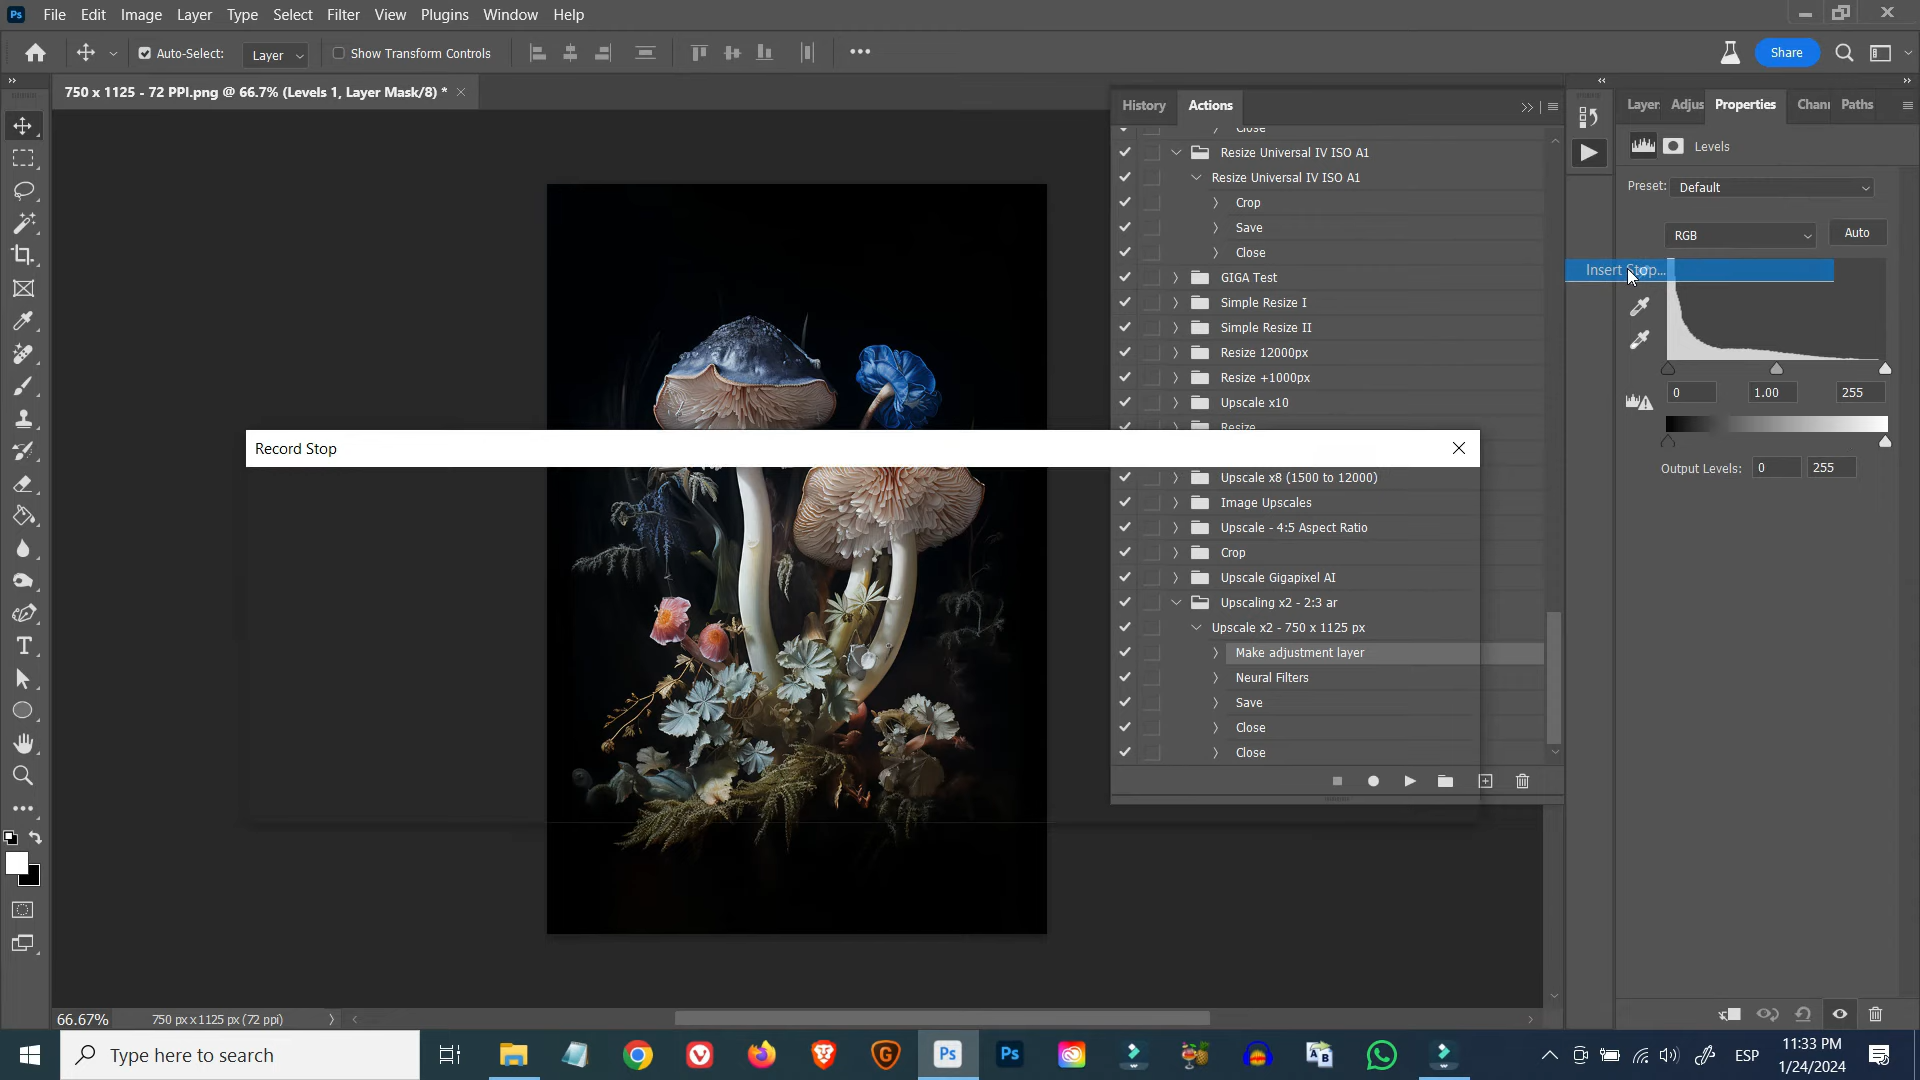 Ps File Edit Image Layer Type Select Filter View Plugins Window Help
Auto-Select: Layer Show Transform Controls Share
750 x 1125 - 72 PPI.png @ 66.7% (Levels 1, Layer Mask/8) *
History Actions
Layer Adjus Properties Chann Paths
Close
Resize Universal IV ISO A1
Levels
Resize Universal IV ISO A1
Preset: Default
Crop
Save
RGB Auto
Close
Insert Stop...
GIGA Test
Simple Resize I
Simple Resize II
Resize 12000px
Resize +1000px
0 1.00 255
Upscale x10
Resize
Record Stop
Output Levels: 0 255
Upscale x8 (1500 to 12000)
Image Upscales
Upscale - 4:5 Aspect Ratio
Crop
Upscale Gigapixel AI
Upscaling x2 - 2:3 ar
Upscale x2 - 750 x 1125 px
Make adjustment layer
Neural Filters
Save
Close
Close
66.67% 750 px x 1125 px (72 ppi)
Type here to search
Ps Ps
ESP
11:33 PM
1/24/2024